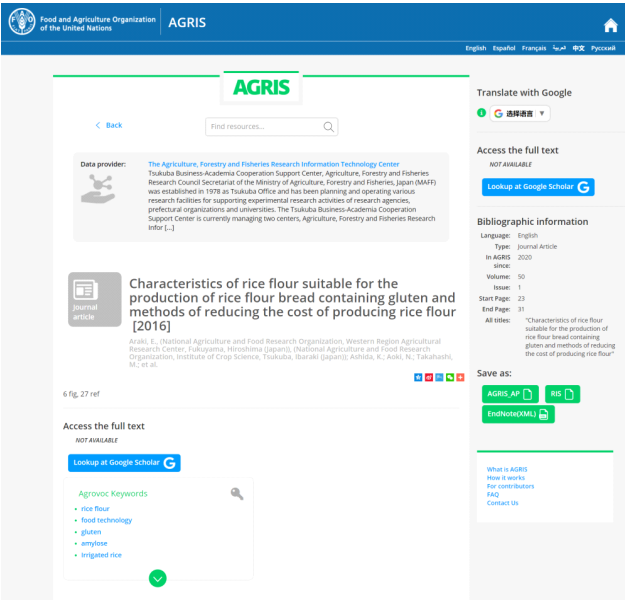 Food and Agriculture Organization
of the United Nations
AGRIS
English Español Français العربية 中文 Русский
AGRIS
Back
Find resources...
Data provider:
The Agriculture, Forestry and Fisheries Research Information Technology Center
Tsukuba Business-Academia Cooperation Support Center, Agriculture, Forestry and Fisheries
Research Council Secretariat of the Ministry of Agriculture, Forestry and Fisheries, Japan (MAFF)
was established in 1978 as Tsukuba Office and has been planning and operating various
research facilities for supporting experimental research activities of research agencies,
prefectural organizations and universities. The Tsukuba Business-Academia Cooperation
Support Center is currently managing two centers, Agriculture, Forestry and Fisheries Research
Infor [...]
Journal
article
Characteristics of rice flour suitable for the
production of rice flour bread containing gluten and
methods of reducing the cost of producing rice flour
[2016]
Araki, E., (National Agriculture and Food Research Organization, Western Region Agricultural
Research Center, Fukuyama, Hiroshima (Japan)), (National Agriculture and Food Research
Organization, Institute of Crop Science, Tsukuba, Ibaraki (Japan)); Ashida, K.; Aoki, N.; Takahashi,
M.; et al.
6 fig, 27 ref
Access the full text
NOT AVAILABLE
Lookup at Google Scholar
Agrovoc Keywords
rice flour
food technology
gluten
amylose
irrigated rice
Translate with Google
选择语言
Access the full text
NOT AVAILABLE
Lookup at Google Scholar
Bibliographic information
Language: English
Type: Journal Article
In AGRIS 2020
since:
Volume: 50
Issue: 1
Start Page: 23
End Page: 31
All titles: "Characteristics of rice flour
suitable for the production of
rice flour bread containing
gluten and methods of reducing
the cost of producing rice flour"
Save as:
AGRIS_AP
RIS
EndNote(XML)
What is AGRIS
How it works
For contributors
FAQ
Contact Us